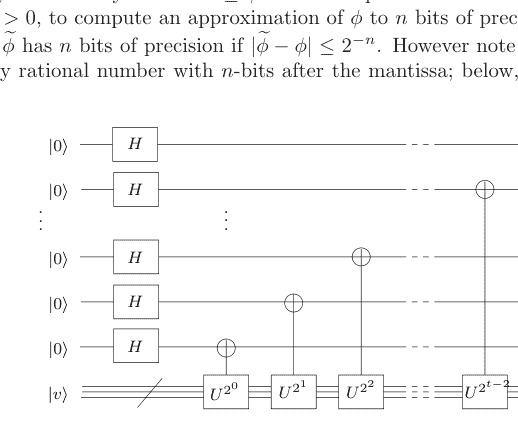 > 0, to compute an approximation of ϕ to n bits of prec
ϕ̃ has n bits of precision if |ϕ̃ − ϕ| ≤ 2⁻ⁿ. However note
y rational number with n-bits after the mantissa; below,
|0⟩ H
|0⟩ H
⋮ ⋮
|0⟩ H
|0⟩ H
|0⟩ H
|v⟩ U^{2^0} U^{2^1} U^{2^2} U^{2^{t−2}}